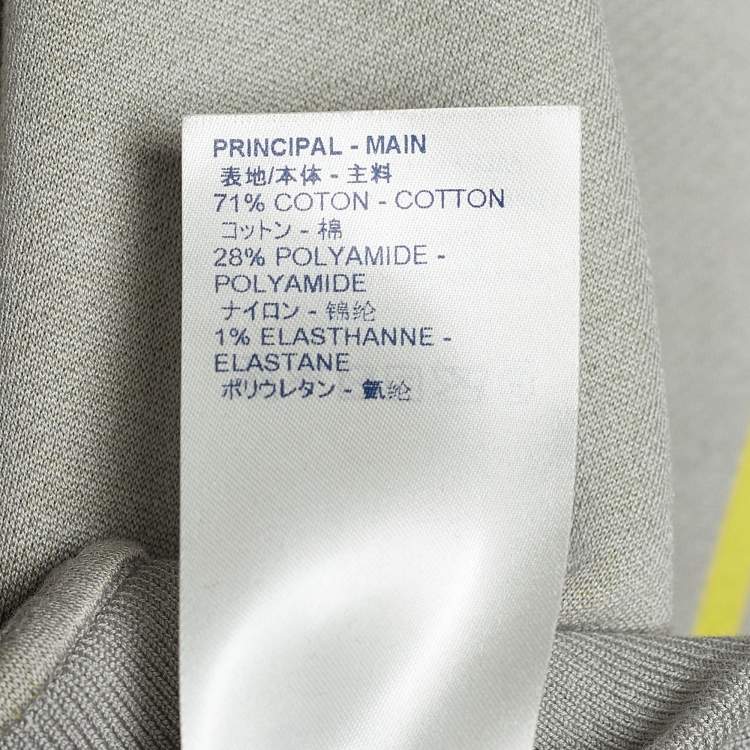 PRINCIPAL - MAIN
表地/本体 - 主料
71% COTON - COTTON
コットン - 棉
28% POLYAMIDE -
POLYAMIDE
ナイロン - 锦纶
1% ELASTHANNE -
ELASTANE
ポリウレタン - 氨纶